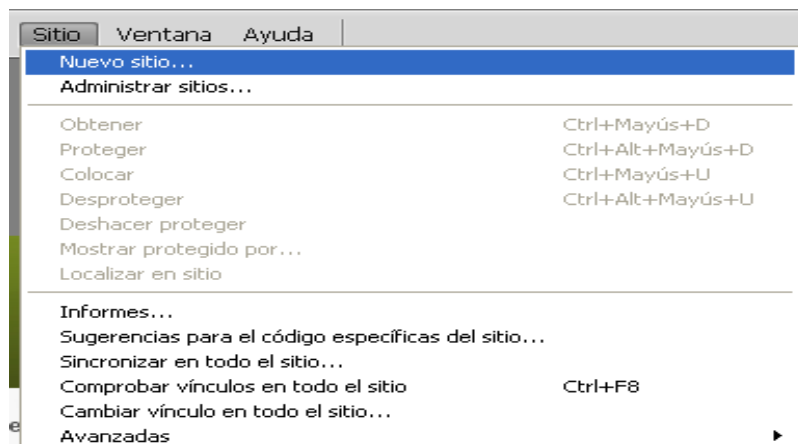 Sitio Ventana Ayuda
Nuevo sitio...
Administrar sitios...
Obtener Ctrl+Mayús+D
Proteger Ctrl+Alt+Mayús+D
Colocar Ctrl+Mayús+U
Desproteger Ctrl+Alt+Mayús+U
Deshacer proteger
Mostrar protegido por...
Localizar en sitio
Informes...
Sugerencias para el código específicas del sitio...
Sincronizar en todo el sitio...
Comprobar vínculos en todo el sitio Ctrl+F8
Cambiar vínculo en todo el sitio...
Avanzadas